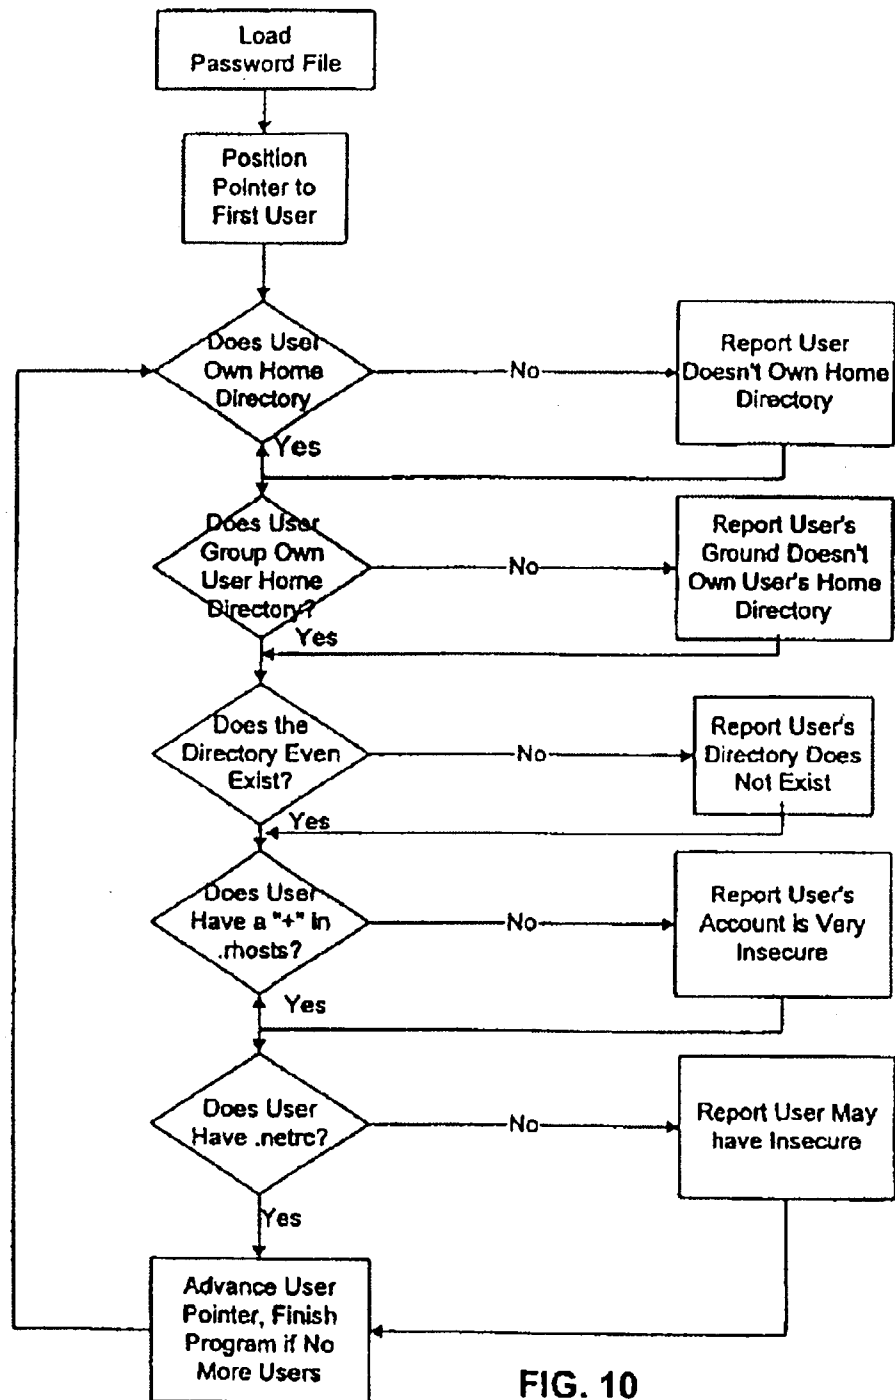 Load
Password File
Position
Pointer to
First User
Does User
Own Home
Directory
No
Report User
Doesn't Own Home
Directory
Yes
Does User
Group Own
User Home
Directory?
No
Report User's
Ground Doesn't
Own User's Home
Directory
Yes
Does the
Directory Even
Exist?
No
Report User's
Directory Does
Not Exist
Yes
Does User
Have a "+" in
.rhosts?
No
Report User's
Account is Very
Insecure
Yes
Does User
Have .netrc?
No
Report User May
have Insecure
Yes
Advance User
Pointer, Finish
Program if No
More Users
FIG. 10